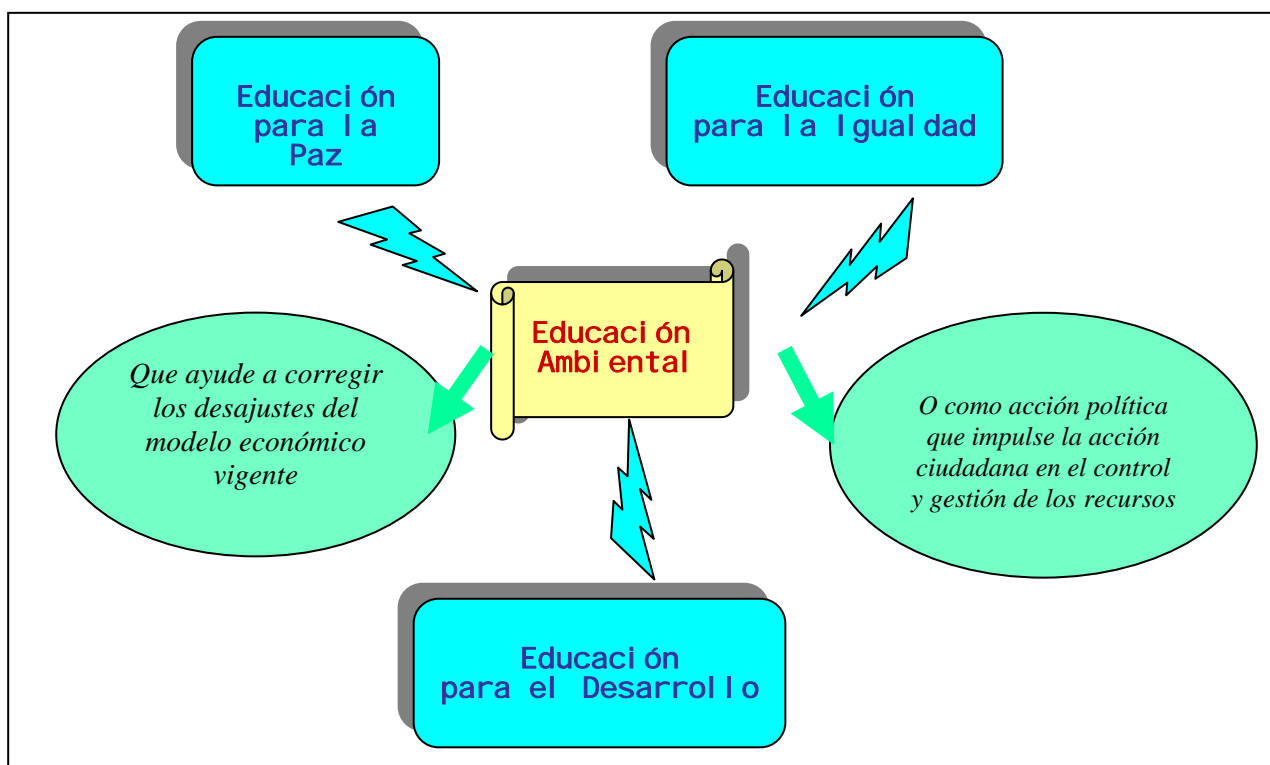 Educación
para la
Paz
Educación
para la Igualdad
Educación
Ambiental
Que ayude a corregir
los desajustes del
modelo económico
vigente
O como acción política
que impulse la acción
ciudadana en el control
y gestión de los recursos
Educación
para el Desarrollo